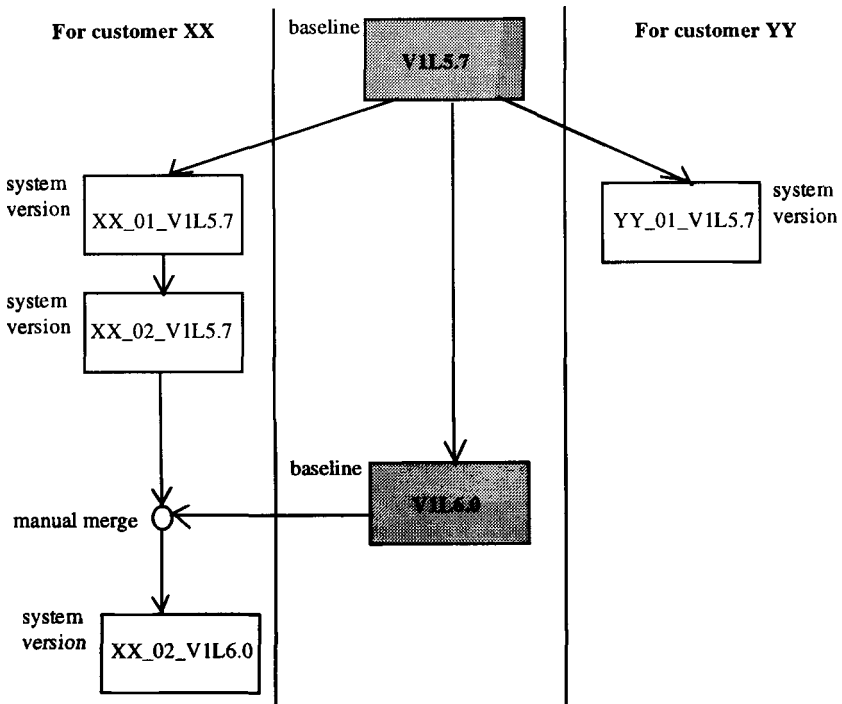 For customer XX
baseline
V1L5.7
For customer YY
system
version
XX_01_V1L5.7
YY_01_V1L5.7
system
version
system
version
XX_02_V1L5.7
baseline
V1L6.0
manual merge
system
version
XX_02_V1L6.0